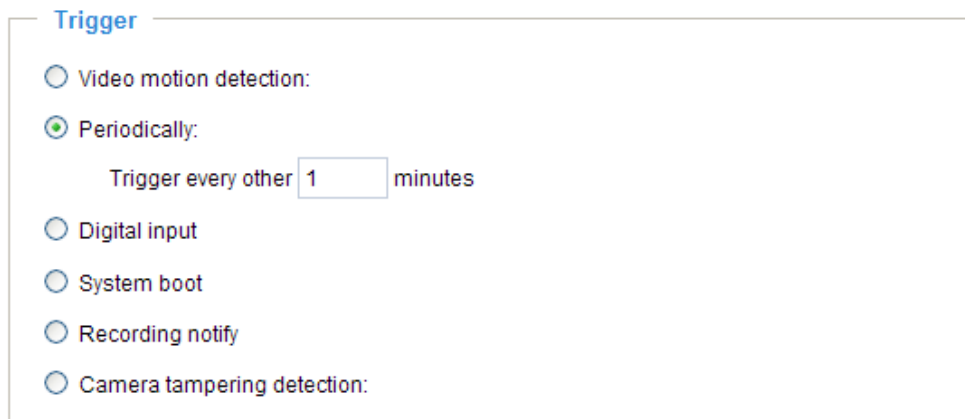 Trigger
Video motion detection:
Periodically:
Trigger every other 1 minutes
Digital input
System boot
Recording notify
Camera tampering detection: